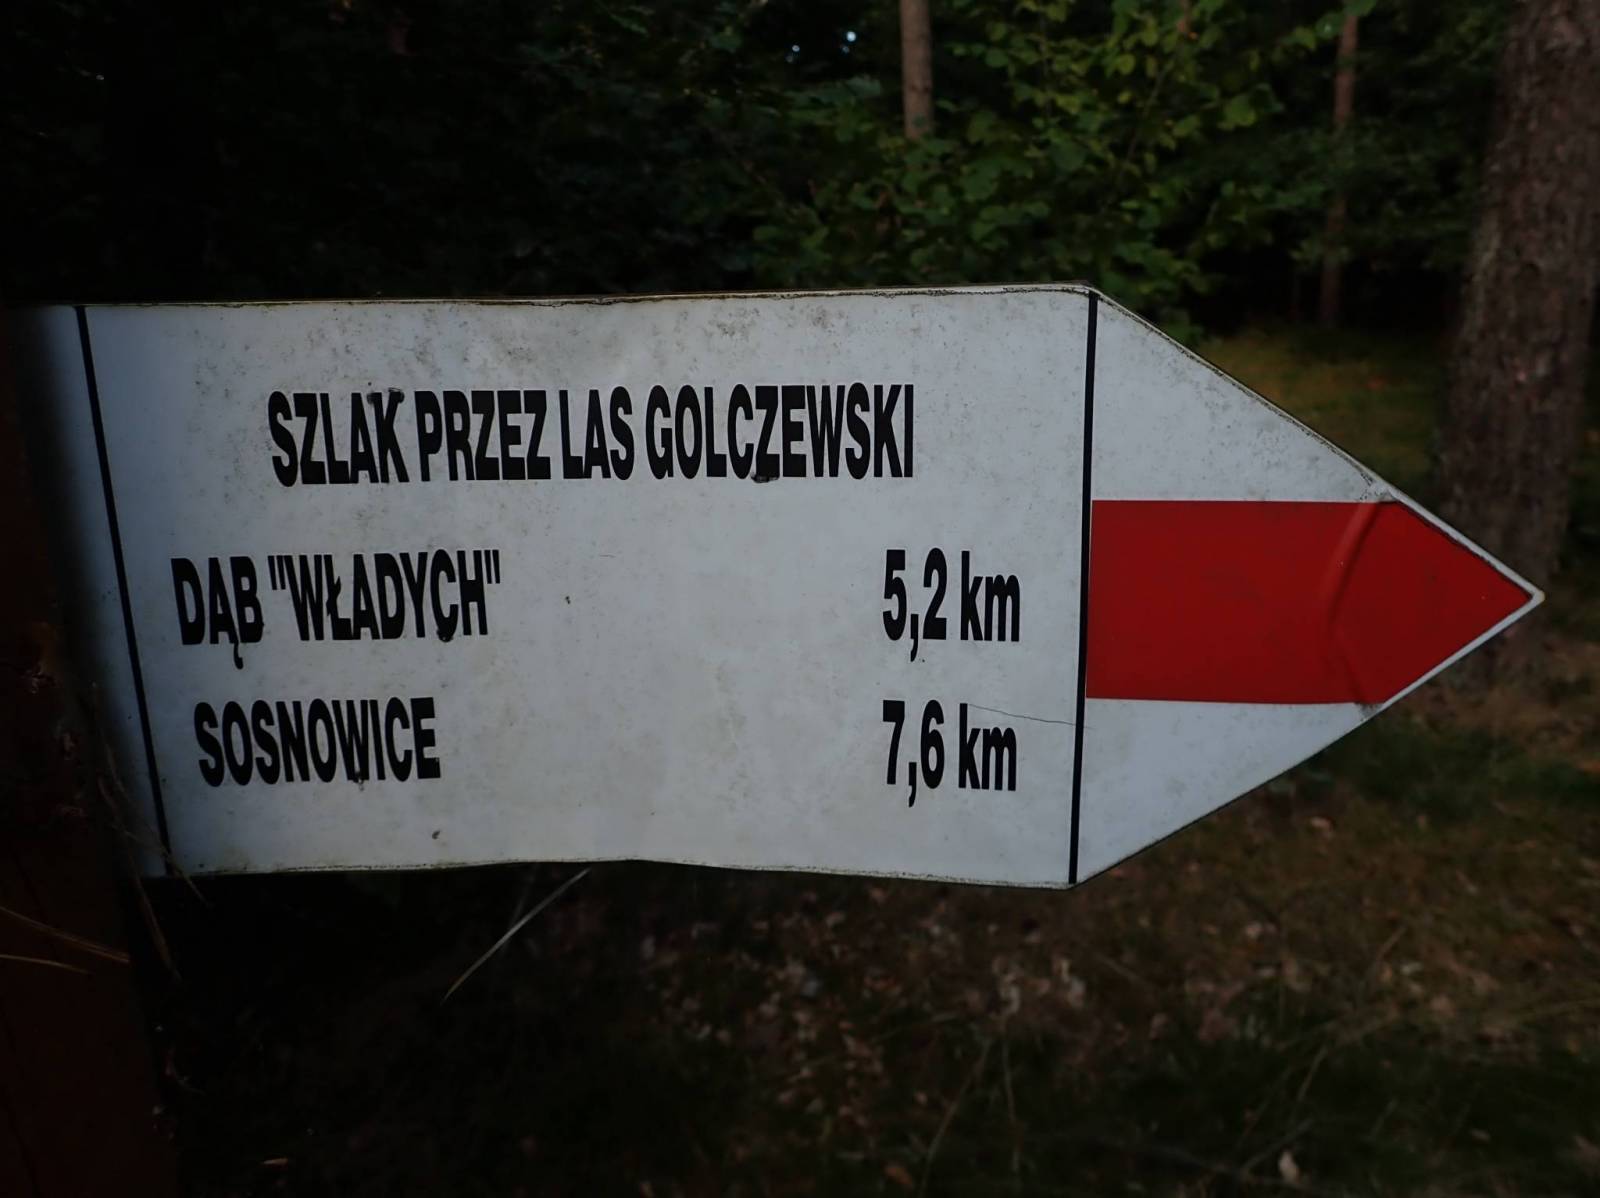 SZLAK PRZEZ LAS GOLCZEWSKI
DĄB "WŁADYCH" 5,2 km
SOSNOWICE 7,6 km